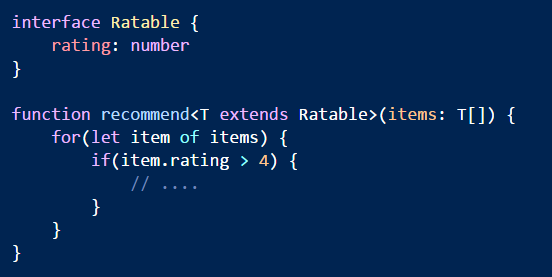 interface Ratable {
    rating: number
}

function recommend<T extends Ratable>(items: T[]) {
    for(let item of items) {
        if(item.rating > 4) {
            // ....
        }
    }
}